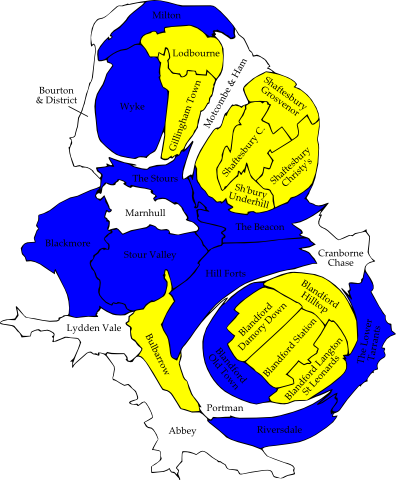 Milton
Lodbourne
Bourton
& District
Wyke
Gillingham Town
Motcombe & Ham
Shaftesbury
Grosvenor
Shaftesbury C.
Shaftesbury
Christy's
Sh'bury
Underhill
The Stours
Marnhull
The Beacon
Blackmore
Stour Valley
Cranborne
Chase
Hill Forts
Blandford
Hilltop
Blandford
Damory Down
Lydden Vale
Bulbarrow
Blandford Station
Blandford
Old Town
Blandford Langton
St Leonards
Portman
Abbey
Riversdale